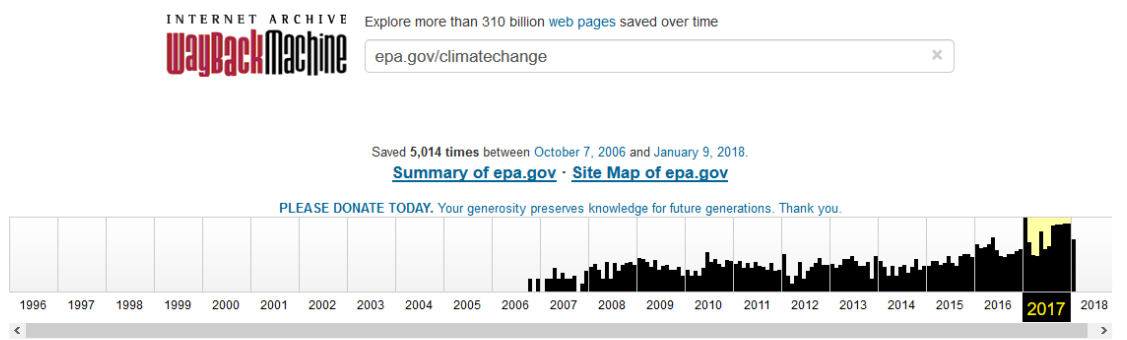 INTERNET ARCHIVE
WayBackMachine
Explore more than 310 billion web pages saved over time
epa.gov/climatechange
Saved 5,014 times between October 7, 2006 and January 9, 2018.
Summary of epa.gov · Site Map of epa.gov
PLEASE DONATE TODAY. Your generosity preserves knowledge for future generations. Thank you.
1996 1997 1998 1999 2000 2001 2002 2003 2004 2005 2006 2007 2008 2009 2010 2011 2012 2013 2014 2015 2016 2017 2018